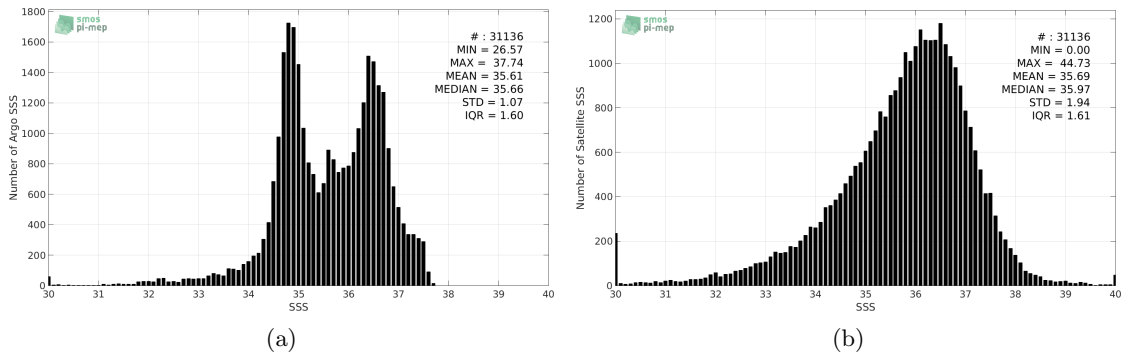 smos
pi-mep
# : 31136
MIN = 26.57
MAX = 37.74
MEAN = 35.61
MEDIAN = 35.66
STD = 1.07
IQR = 1.60
Number of Argo SSS
1800
1600
1400
1200
1000
800
600
400
200
0
30 31 32 33 34 35 36 37 38 39 40
SSS
(a)
smos
pi-mep
# : 31136
MIN = 0.00
MAX = 44.73
MEAN = 35.69
MEDIAN = 35.97
STD = 1.94
IQR = 1.61
Number of Satellite SSS
1200
1000
800
600
400
200
0
30 31 32 33 34 35 36 37 38 39 40
SSS
(b)